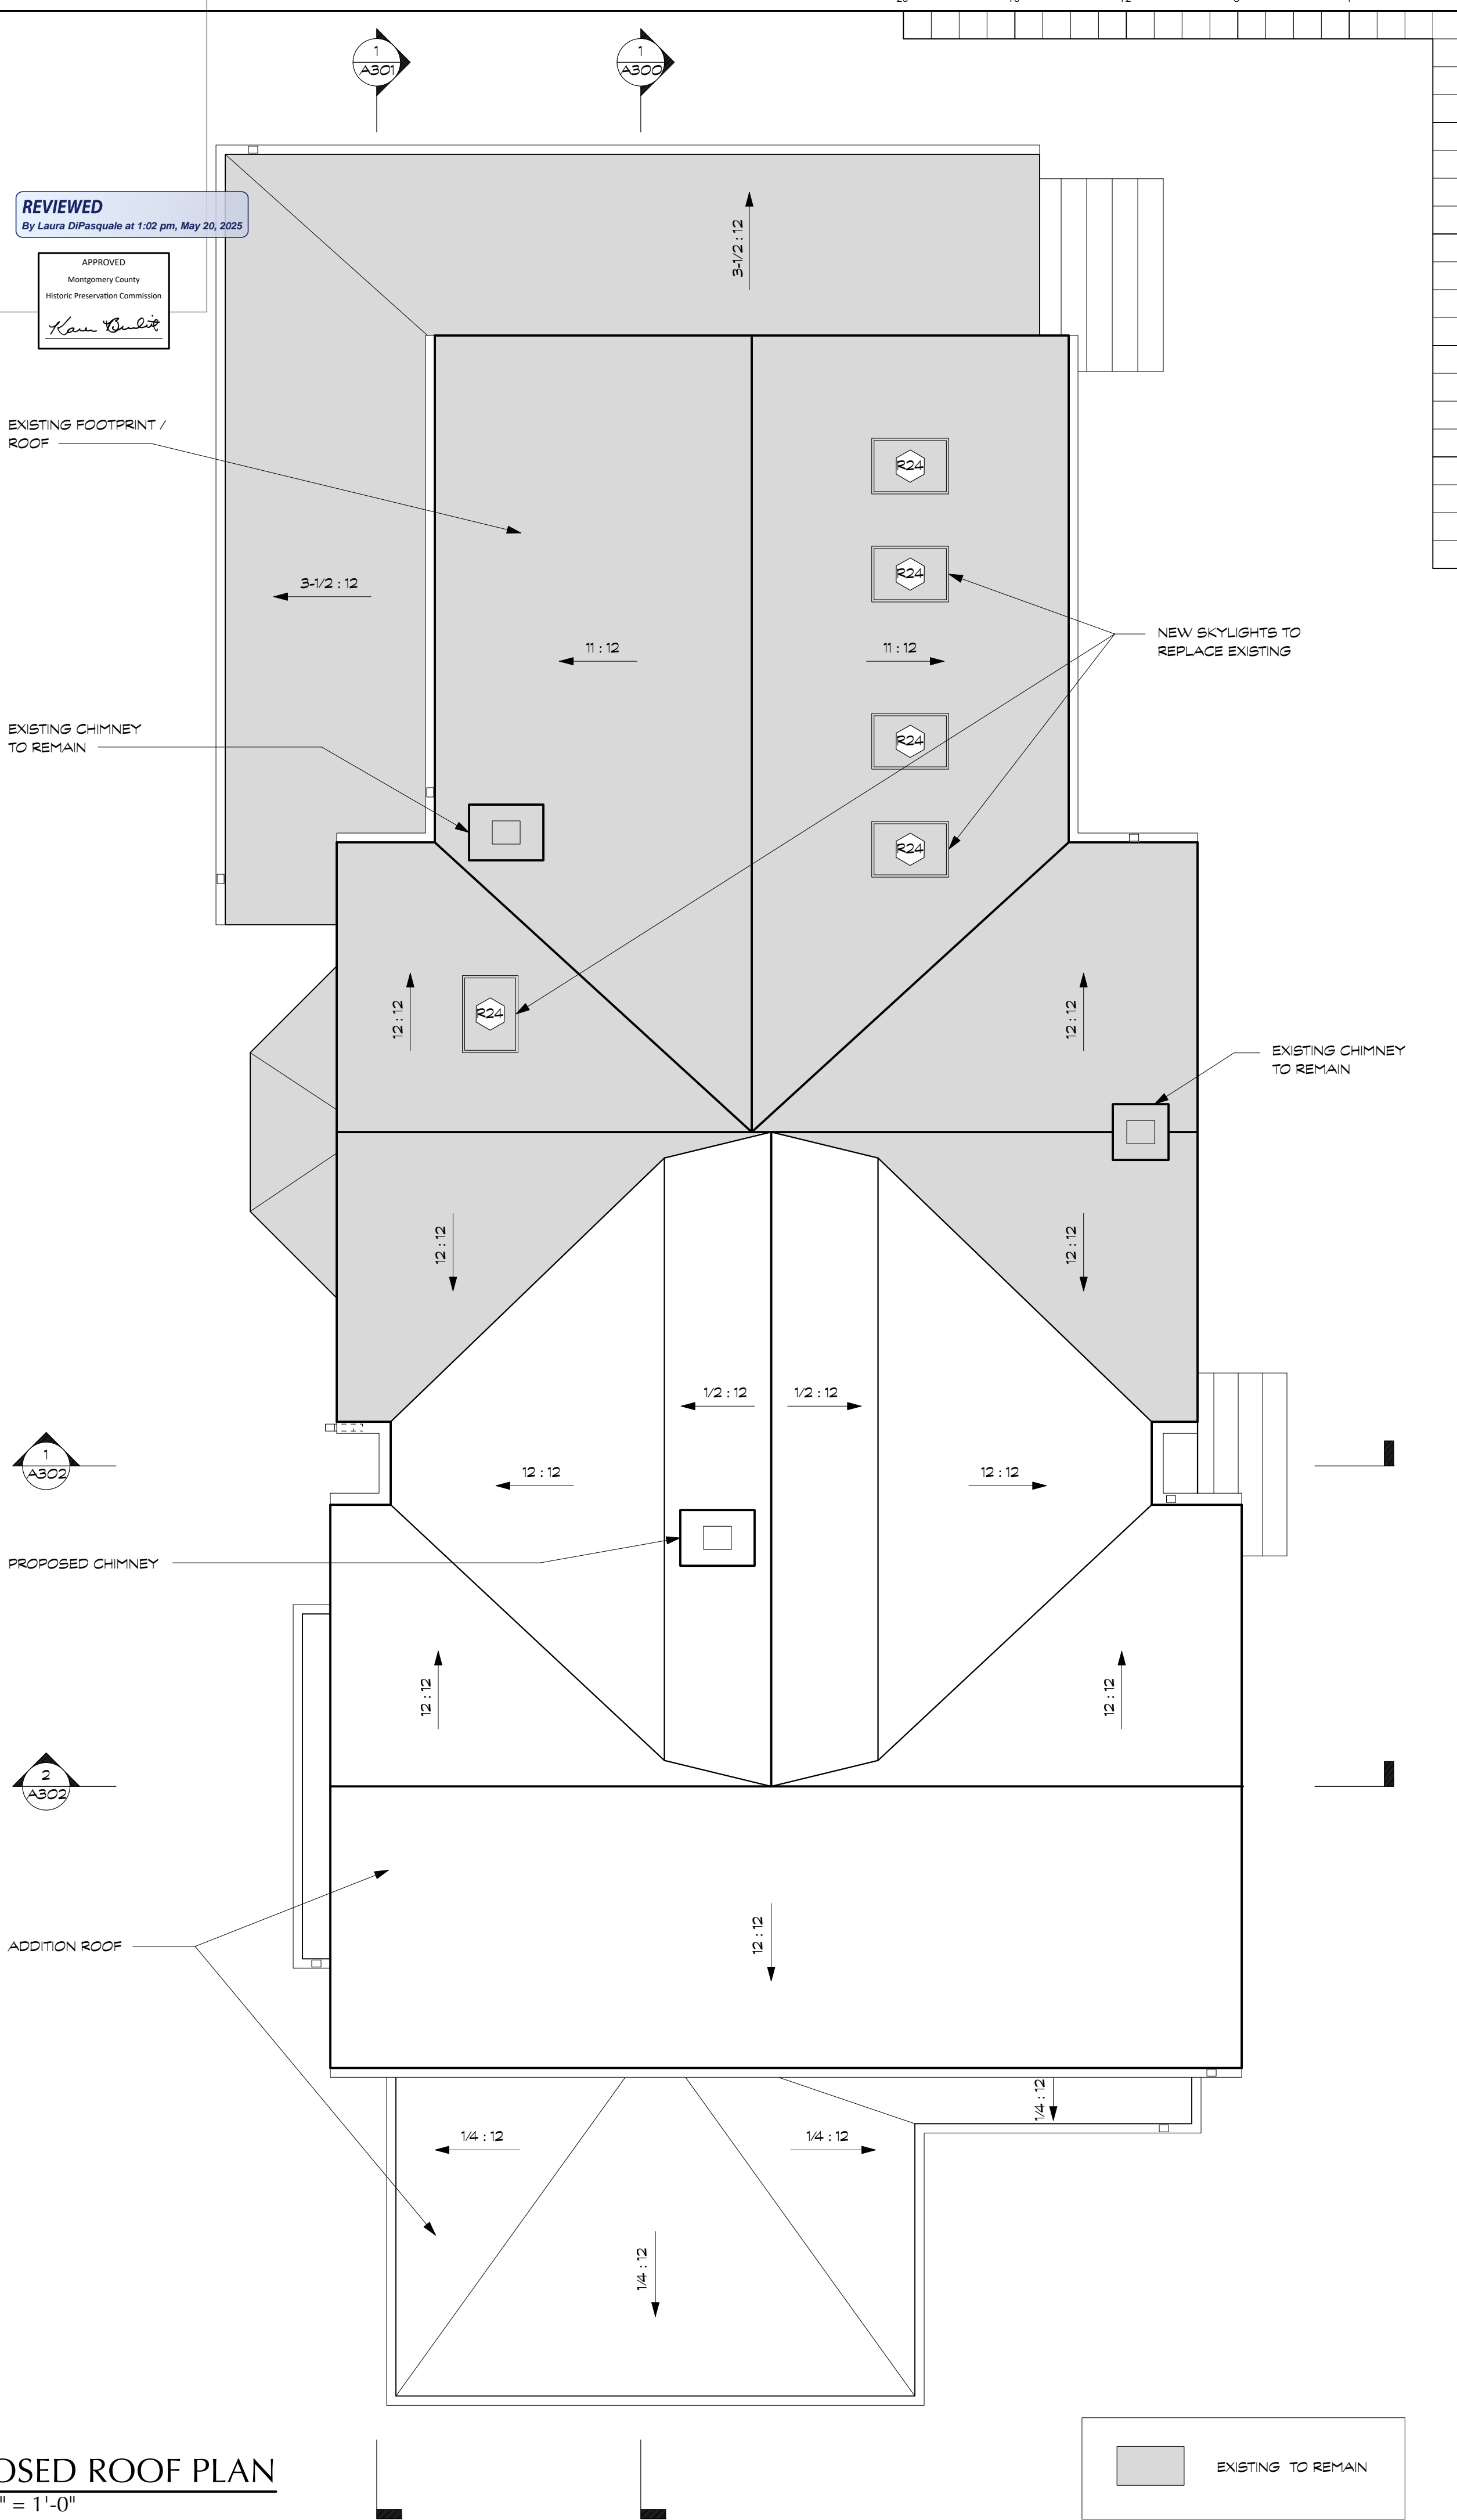 1
A301
1
A300
REVIEWED
By Laura DiPasquale at 1:02 pm, May 20, 2025
APPROVED
Montgomery County
Historic Preservation Commission
3-1/2 : 12
EXISTING FOOTPRINT /
ROOF
R24
R24
3-1/2 : 12
NEW SKYLIGHTS TO
REPLACE EXISTING
11 : 12
11 : 12
EXISTING CHIMNEY
TO REMAIN
R24
R24
12 : 12
R24
12 : 12
EXISTING CHIMNEY
TO REMAIN
12 : 12
12 : 12
1/2 : 12
1/2 : 12
1
A302
12 : 12
12 : 12
PROPOSED CHIMNEY
12 : 12
12 : 12
2
A302
ADDITION ROOF
12 : 12
1/4 : 12
1/4 : 12
1/4 : 12
1/4 : 12
OSED ROOF PLAN
" = 1'-0"
EXISTING TO REMAIN